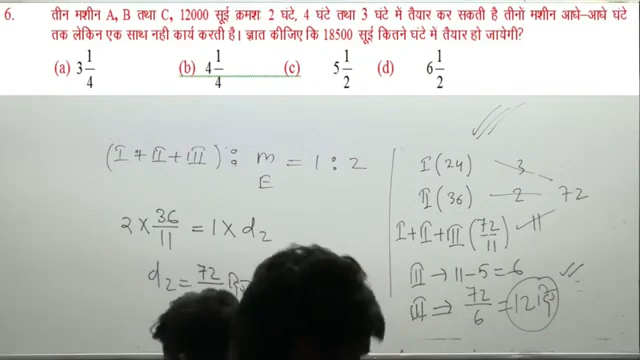 6. तीन मशीन A, B तथा C, 12000 सूई क्रमशः 2 घंटे, 4 घंटे तथा 3 घंटे में तैयार कर सकती है तीनो मशीन आधे-आधे घंटे
तक लेकिन एक साथ नही कार्य करती है। ज्ञात कीजिए कि 18500 सूई कितने घंटे में तैयार हो जायेगी?
(a) 3 1/4 (b) 4 1/4 (c) 5 1/2 (d) 6 1/2
(I + II + III) : m/E = 1 : 2
2 × 36/11 = 1 × d2
d2 = 72
I (24) 3
II (36) 2 72
I + II + III (72/11) 11
III → 11 - 5 = 6
III ⇒ 72/6 = 12 दिन